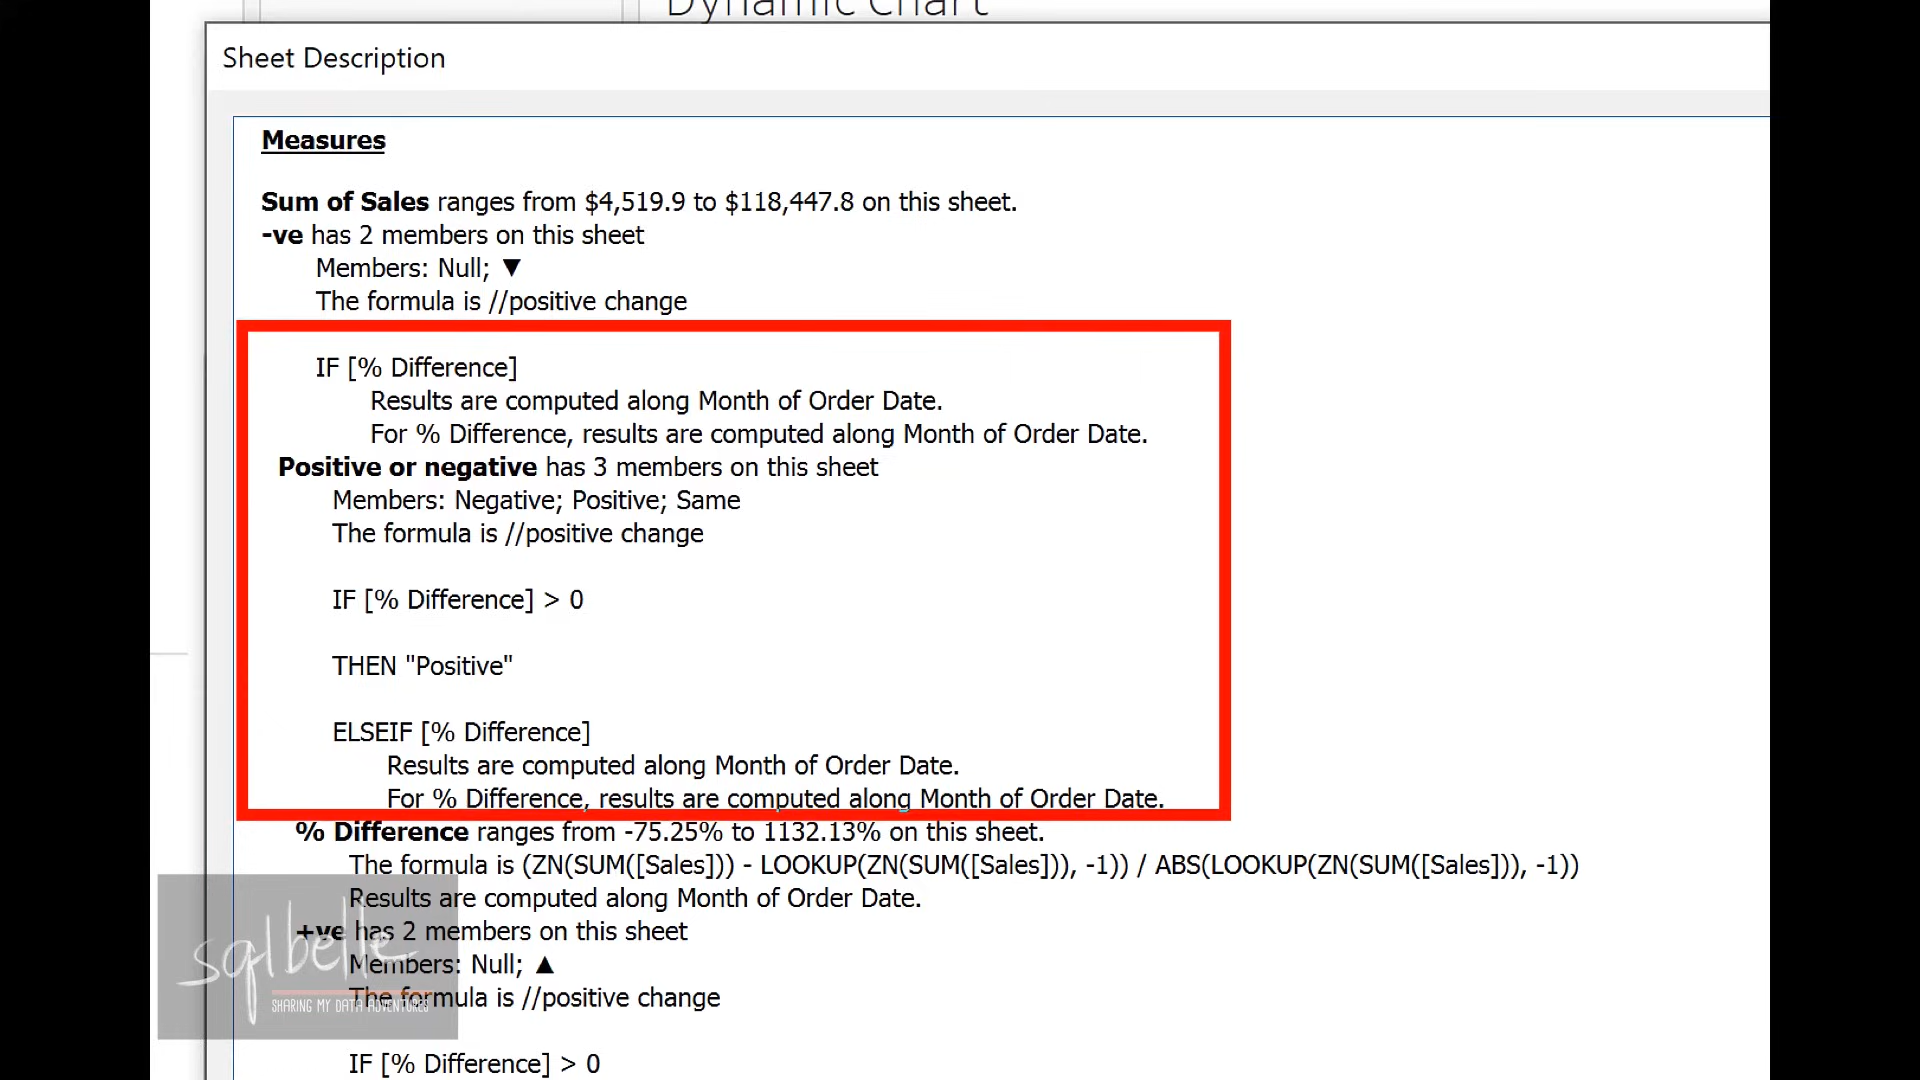 Dynamic Chart
Sheet Description
Measures
Sum of Sales ranges from $4,519.9 to $118,447.8 on this sheet.
-ve has 2 members on this sheet
Members: Null; ▼
The formula is //positive change
IF [% Difference]
Results are computed along Month of Order Date.
For % Difference, results are computed along Month of Order Date.
Positive or negative has 3 members on this sheet
Members: Negative; Positive; Same
The formula is //positive change
IF [% Difference] > 0
THEN "Positive"
ELSEIF [% Difference]
Results are computed along Month of Order Date.
For % Difference, results are computed along Month of Order Date.
% Difference ranges from -75.25% to 1132.13% on this sheet.
The formula is (ZN(SUM([Sales])) - LOOKUP(ZN(SUM([Sales])), -1)) / ABS(LOOKUP(ZN(SUM([Sales])), -1))
Results are computed along Month of Order Date.
+ve has 2 members on this sheet
Members: Null; ▲
The formula is //positive change
IF [% Difference] > 0
sqlbelle
SHARING MY DATA ADVENTURES